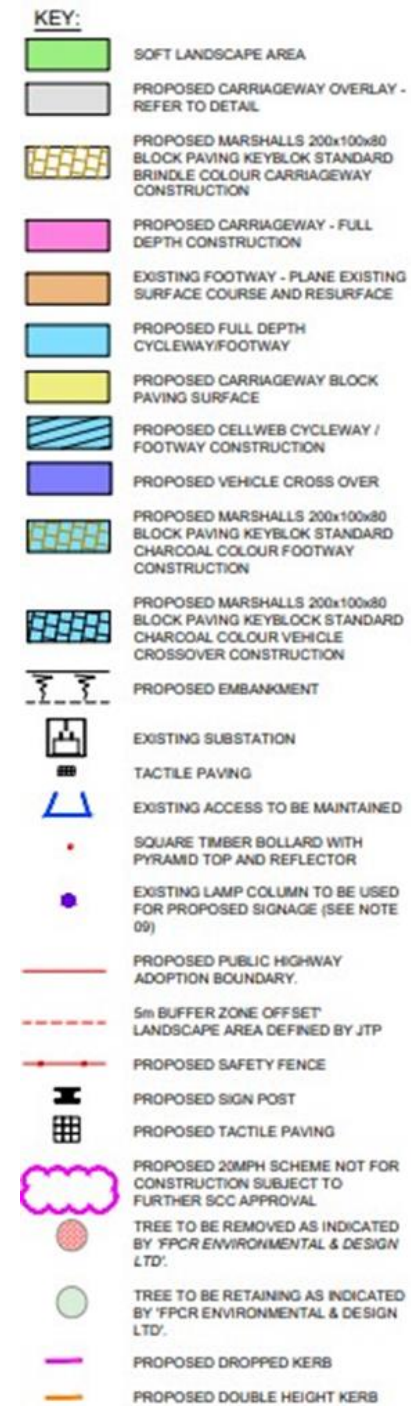 KEY:
SOFT LANDSCAPE AREA
PROPOSED CARRIAGEWAY OVERLAY -
REFER TO DETAIL
PROPOSED MARSHALLS 200x100x80
BLOCK PAVING KEYBLOK STANDARD
BRINDLE COLOUR CARRIAGEWAY
CONSTRUCTION
PROPOSED CARRIAGEWAY - FULL
DEPTH CONSTRUCTION
EXISTING FOOTWAY - PLANE EXISTING
SURFACE COURSE AND RESURFACE
PROPOSED FULL DEPTH
CYCLEWAY/FOOTWAY
PROPOSED CARRIAGEWAY BLOCK
PAVING SURFACE
PROPOSED CELLWEB CYCLEWAY /
FOOTWAY CONSTRUCTION
PROPOSED VEHICLE CROSS OVER
PROPOSED MARSHALLS 200x100x80
BLOCK PAVING KEYBLOK STANDARD
CHARCOAL COLOUR FOOTWAY
CONSTRUCTION
PROPOSED MARSHALLS 200x100x80
BLOCK PAVING KEYBLOCK STANDARD
CHARCOAL COLOUR VEHICLE
CROSSOVER CONSTRUCTION
PROPOSED EMBANKMENT
EXISTING SUBSTATION
TACTILE PAVING
EXISTING ACCESS TO BE MAINTAINED
SQUARE TIMBER BOLLARD WITH
PYRAMID TOP AND REFLECTOR
EXISTING LAMP COLUMN TO BE USED
FOR PROPOSED SIGNAGE (SEE NOTE
09)
PROPOSED PUBLIC HIGHWAY
ADOPTION BOUNDARY.
5m BUFFER ZONE OFFSET'
LANDSCAPE AREA DEFINED BY JTP
PROPOSED SAFETY FENCE
PROPOSED SIGN POST
PROPOSED TACTILE PAVING
PROPOSED 20MPH SCHEME NOT FOR
CONSTRUCTION SUBJECT TO
FURTHER SCC APPROVAL
TREE TO BE REMOVED AS INDICATED
BY 'FPCR ENVIRONMENTAL & DESIGN
LTD'.
TREE TO BE RETAINING AS INDICATED
BY 'FPCR ENVIRONMENTAL & DESIGN
LTD'.
PROPOSED DROPPED KERB
PROPOSED DOUBLE HEIGHT KERB